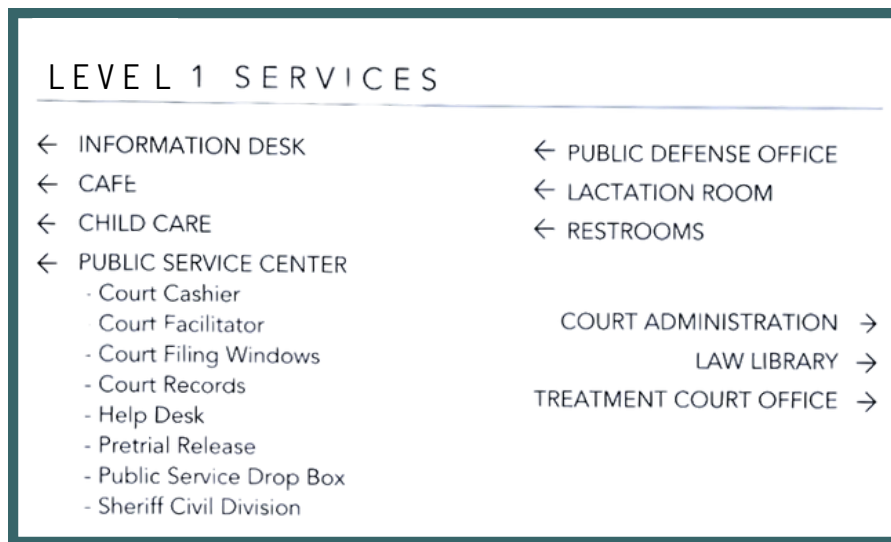 LEVEL 1 SERVICES
← INFORMATION DESK
← CAFE
← CHILD CARE
← PUBLIC SERVICE CENTER
- Court Cashier
Court Facilitator
- Court Filing Windows
- Court Records
- Help Desk
- Pretrial Release
- Public Service Drop Box
- Sheriff Civil Division
← PUBLIC DEFENSE OFFICE
← LACTATION ROOM
← RESTROOMS
COURT ADMINISTRATION →
LAW LIBRARY →
TREATMENT COURT OFFICE →